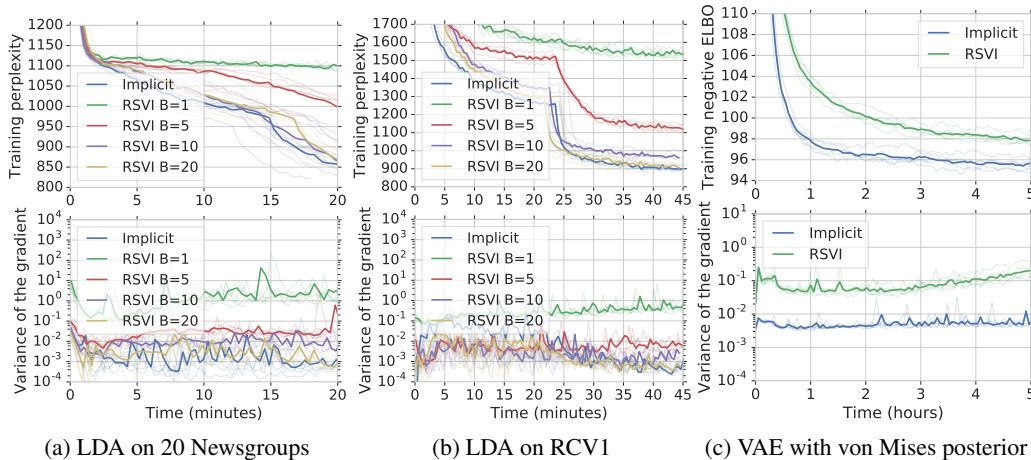 Training perplexity
1200
1150
1100
1050
1000
950
900
850
800
0 5 10 15 20
Implicit
RSVI B=1
RSVI B=5
RSVI B=10
RSVI B=20
Training perplexity
1700
1600
1500
1400
1300
1200
1100
1000
900
800
0 5 10 15 20 25 30 35 40 45
Implicit
RSVI B=1
RSVI B=5
RSVI B=10
RSVI B=20
Training negative ELBO
110
108
106
104
102
100
98
96
94
0 1 2 3 4 5
Implicit
RSVI
Variance of the gradient
10^4
10^3
10^2
10^1
10^0
10^-1
10^-2
10^-3
10^-4
0 5 10 15 20
Time (minutes)
Implicit
RSVI B=1
RSVI B=5
RSVI B=10
RSVI B=20
Variance of the gradient
10^4
10^3
10^2
10^1
10^0
10^-1
10^-2
10^-3
10^-4
0 5 10 15 20 25 30 35 40 45
Time (minutes)
Implicit
RSVI B=1
RSVI B=5
RSVI B=10
RSVI B=20
Variance of the gradient
10^1
10^0
10^-1
10^-2
10^-3
10^-4
0 1 2 3 4 5
Time (hours)
Implicit
RSVI
(a) LDA on 20 Newsgroups
(b) LDA on RCV1
(c) VAE with von Mises posterior